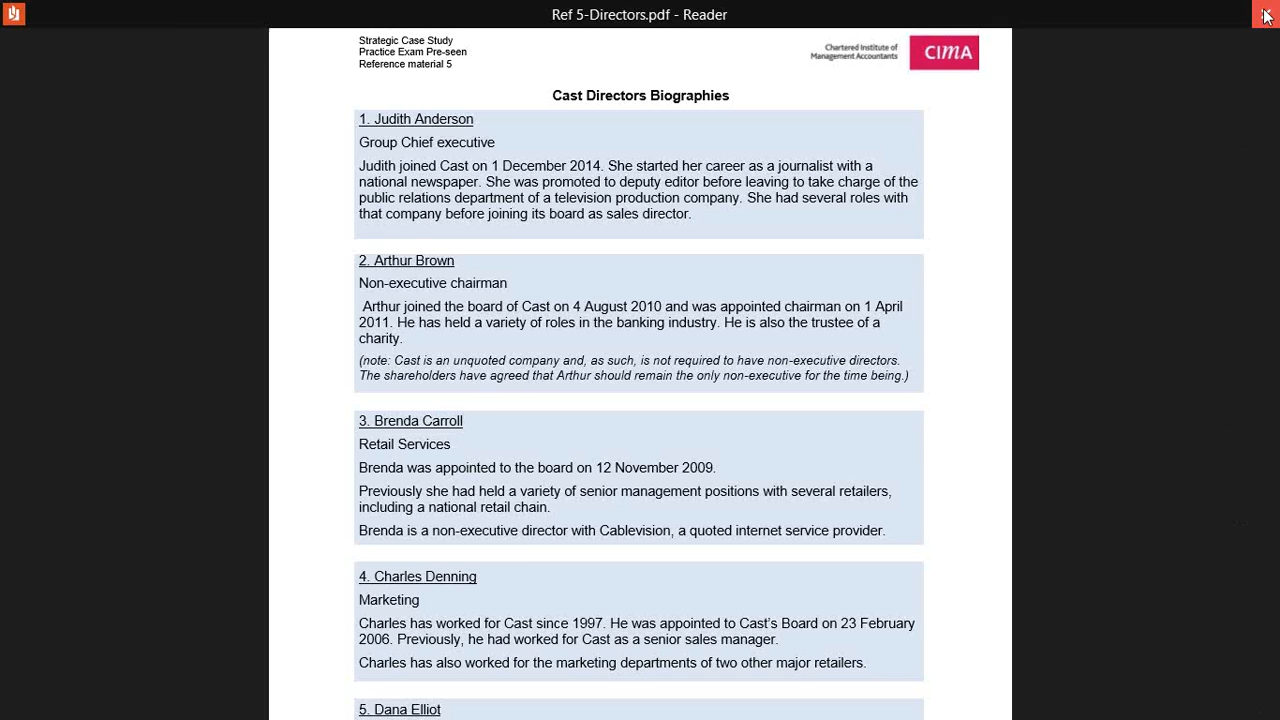 Ref 5-Directors.pdf - Reader
Strategic Case Study
Practice Exam Pre-seen
Reference material 5
Chartered Institute of
Management Accountants
CIMA
Cast Directors Biographies
1. Judith Anderson
Group Chief executive
Judith joined Cast on 1 December 2014. She started her career as a journalist with a
national newspaper. She was promoted to deputy editor before leaving to take charge of the
public relations department of a television production company. She had several roles with
that company before joining its board as sales director.
2. Arthur Brown
Non-executive chairman
Arthur joined the board of Cast on 4 August 2010 and was appointed chairman on 1 April
2011. He has held a variety of roles in the banking industry. He is also the trustee of a
charity.
(note: Cast is an unquoted company and, as such, is not required to have non-executive directors.
The shareholders have agreed that Arthur should remain the only non-executive for the time being.)
3. Brenda Carroll
Retail Services
Brenda was appointed to the board on 12 November 2009.
Previously she had held a variety of senior management positions with several retailers,
including a national retail chain.
Brenda is a non-executive director with Cablevision, a quoted internet service provider.
4. Charles Denning
Marketing
Charles has worked for Cast since 1997. He was appointed to Cast's Board on 23 February
2006. Previously, he had worked for Cast as a senior sales manager.
Charles has also worked for the marketing departments of two other major retailers.
5. Dana Elliot